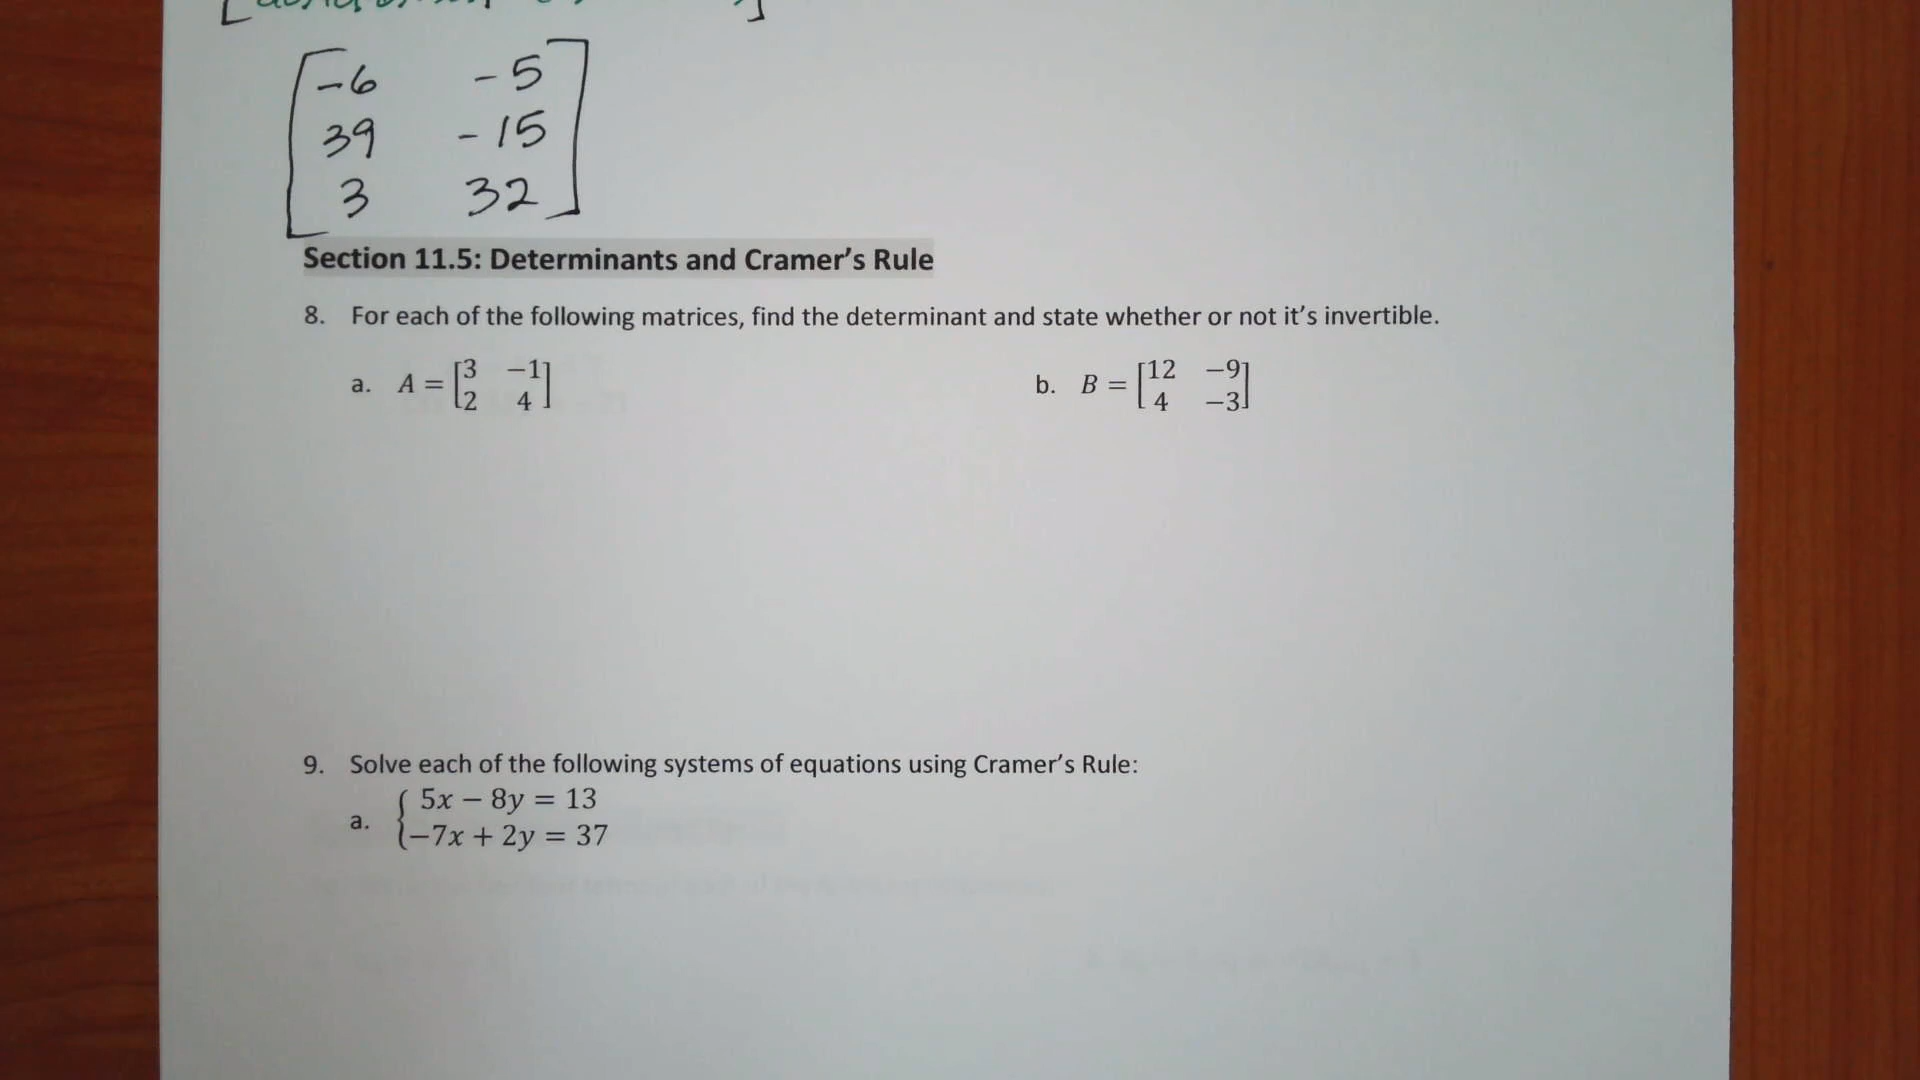 -6 -5
39 -15
3 32
Section 11.5: Determinants and Cramer's Rule
8. For each of the following matrices, find the determinant and state whether or not it's invertible.
a. A = [3 −1
2 4]
b. B = [12 −9
4 −3]
9. Solve each of the following systems of equations using Cramer's Rule:
a. {5x − 8y = 13
−7x + 2y = 37